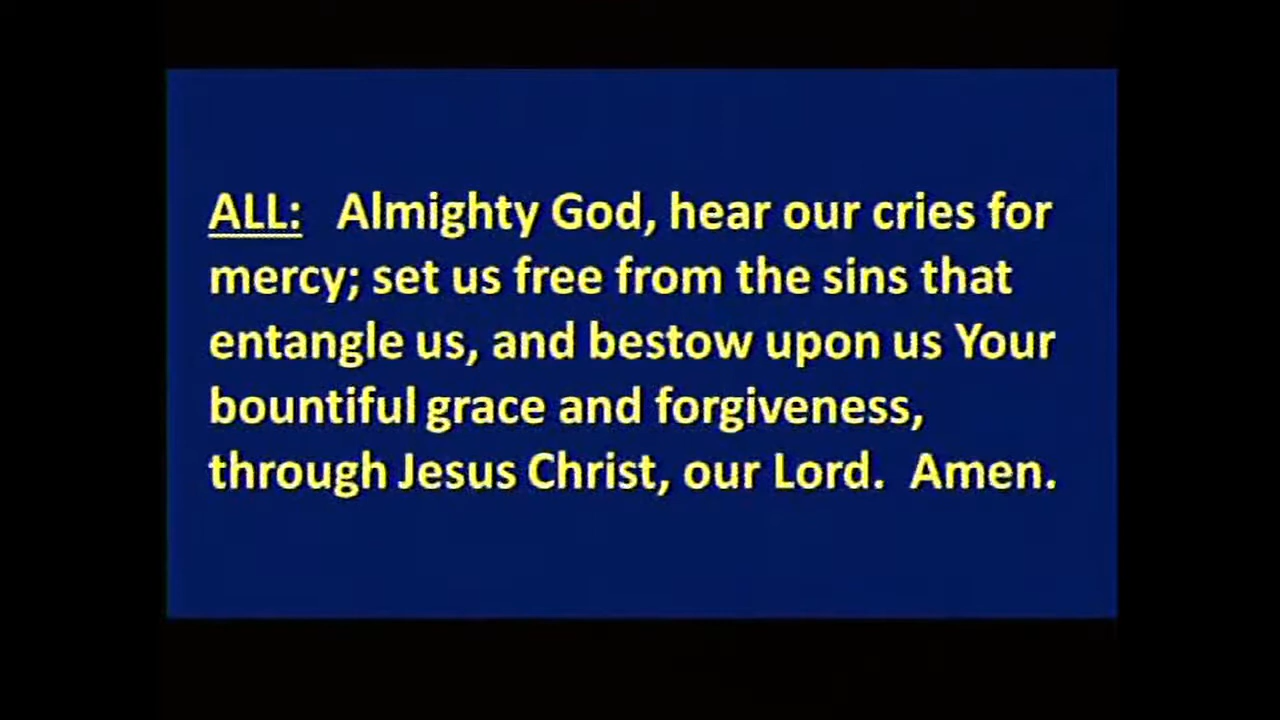 ALL: Almighty God, hear our cries for
mercy; set us free from the sins that
entangle us, and bestow upon us Your
bountiful grace and forgiveness,
through Jesus Christ, our Lord. Amen.